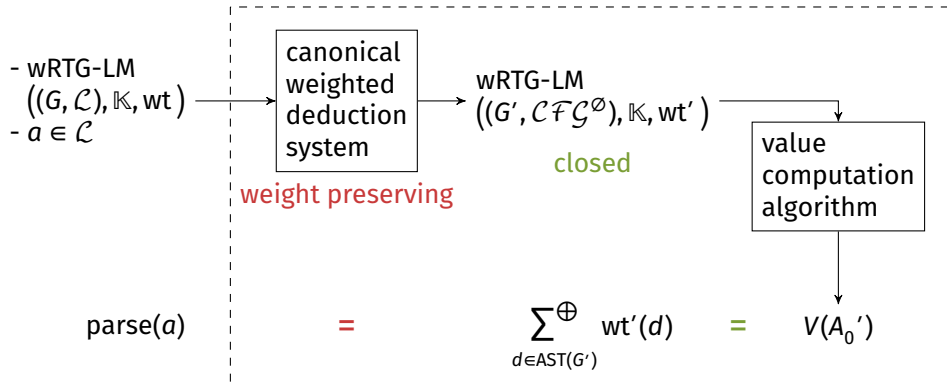 - wRTG-LM
((G, ℒ), 𝕂, wt )
- a ∈ ℒ
canonical
weighted
deduction
system
weight preserving
wRTG-LM
((G′, 𝒞ℱ𝒢^∅), 𝕂, wt′ )
closed
value
computation
algorithm
parse(a) = ∑^⊕ wt′(d) = V(A₀′)
d∈AST(G′)